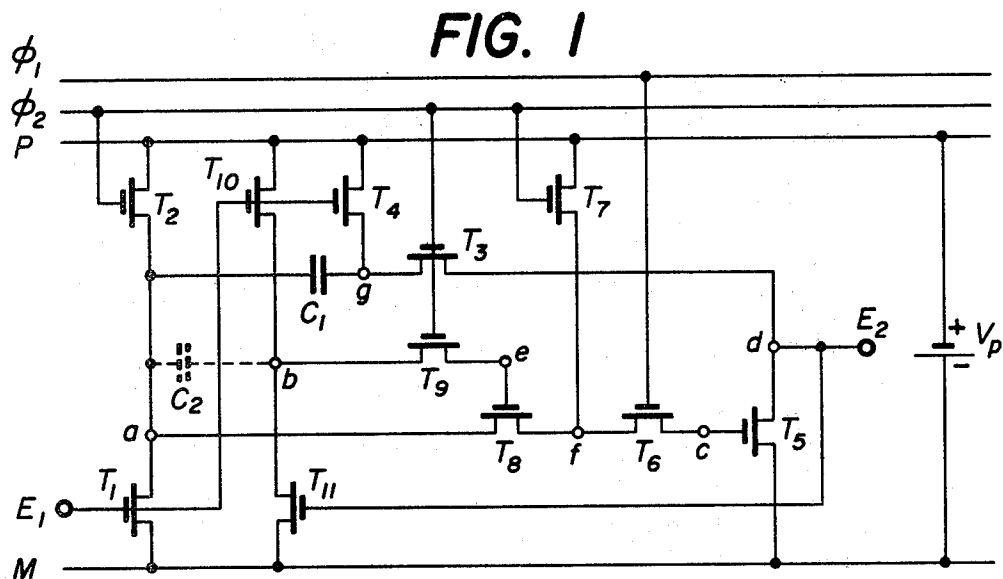 FIG. 1
ϕ1
ϕ2
P
T10
T2
T4
T7
T3
g
C1
E2
d
+ Vp
-
e
b
T9
C2
a
T8
f
T6
c
T5
T1
T11
E1
M